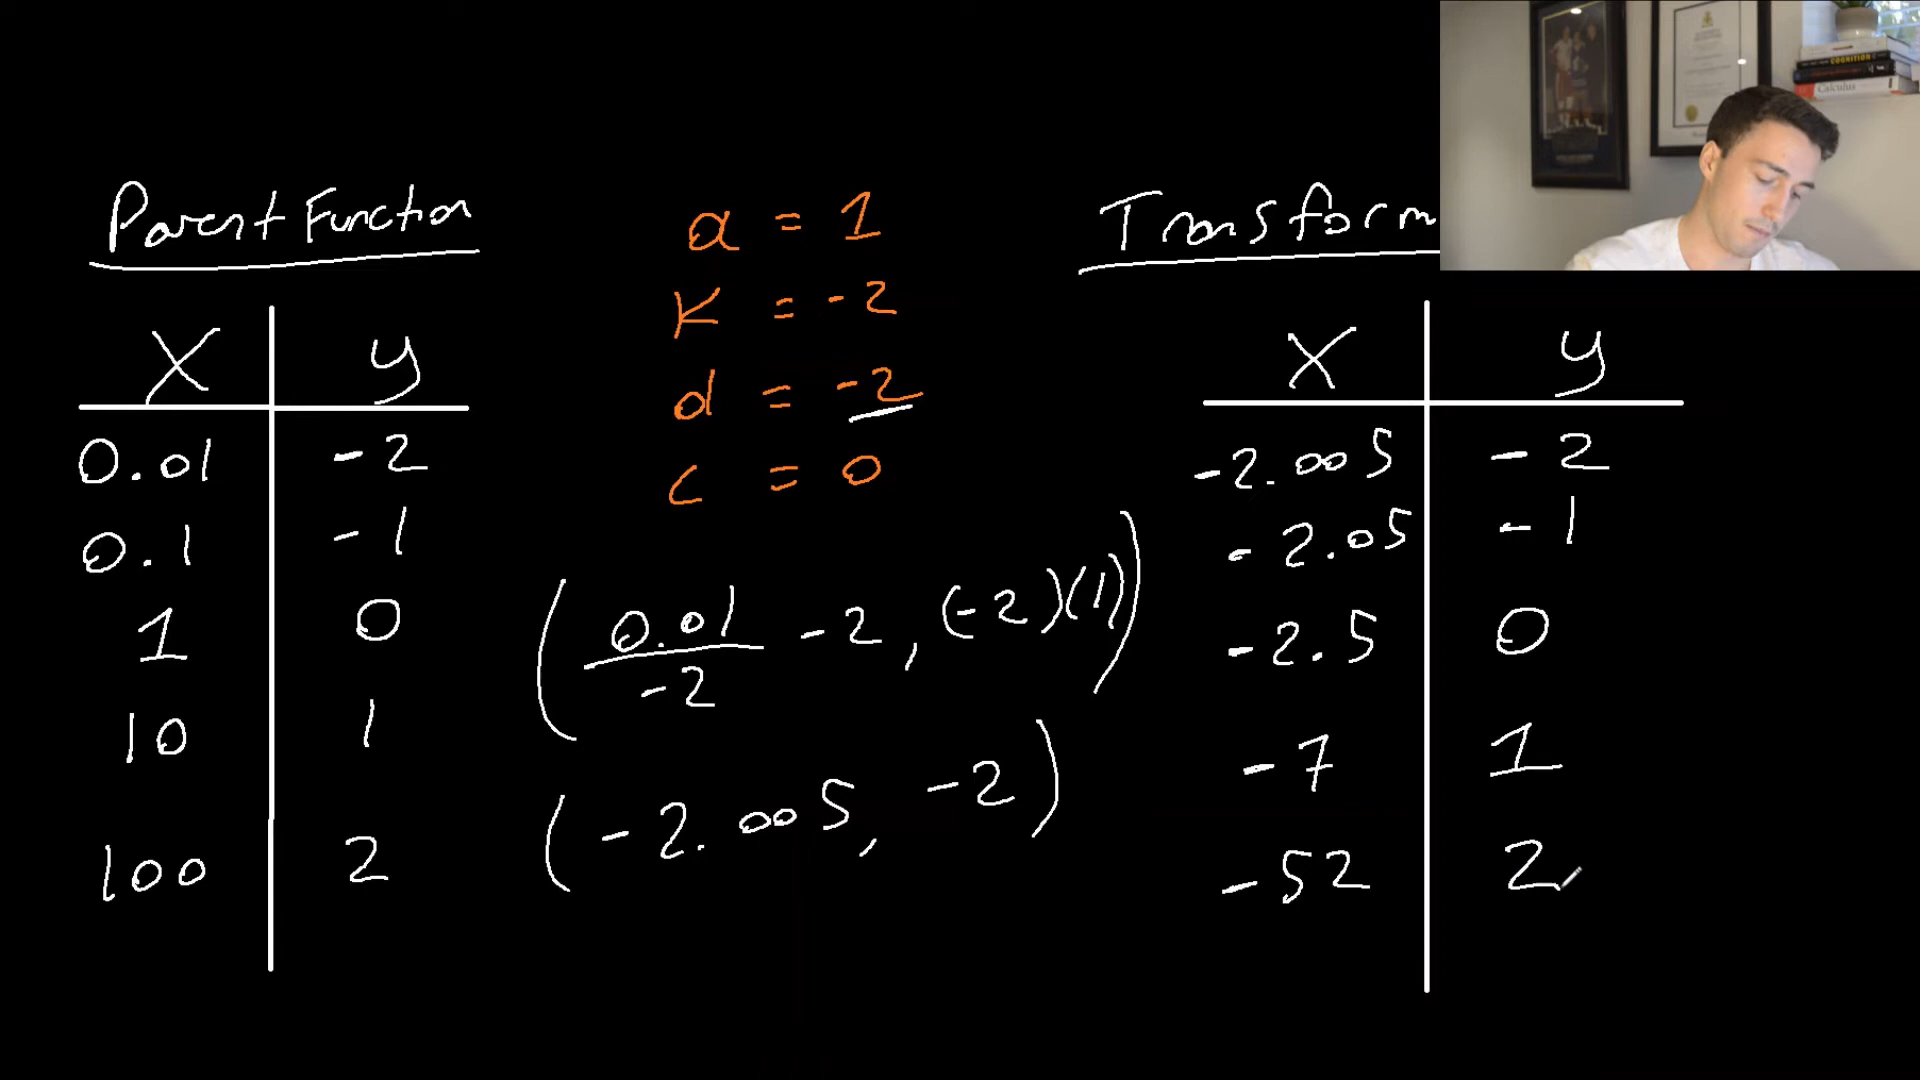 COGNITION
Calculus
Parent Function
a = 1
k = -2
d = -2
c = 0
Transform
x y
0.01 -2
0.1 -1
1 0
10 1
100 2
(0.01/-2 - 2, (-2)(1))
(-2.005, -2)
x y
-2.005 -2
-2.05 -1
-2.5 0
-7 1
-52 2